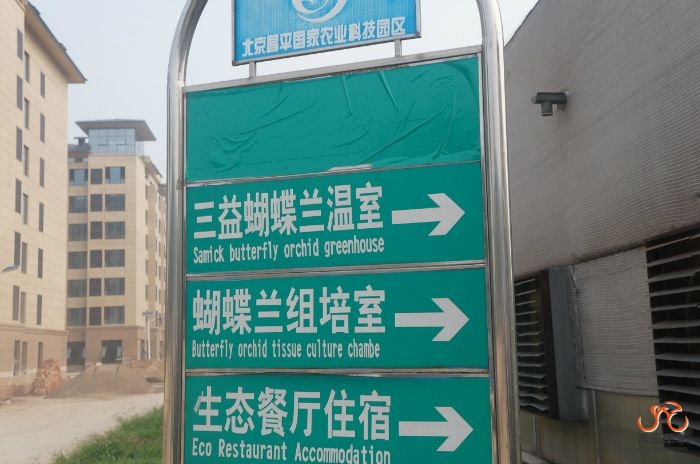 北京昌平国家农业科技园区
三益蝴蝶兰温室
Samick butterfly orchid greenhouse
蝴蝶兰组培室
Butterfly orchid tissue culture chambe
生态餐厅住宿
Eco Restaurant Accommodation